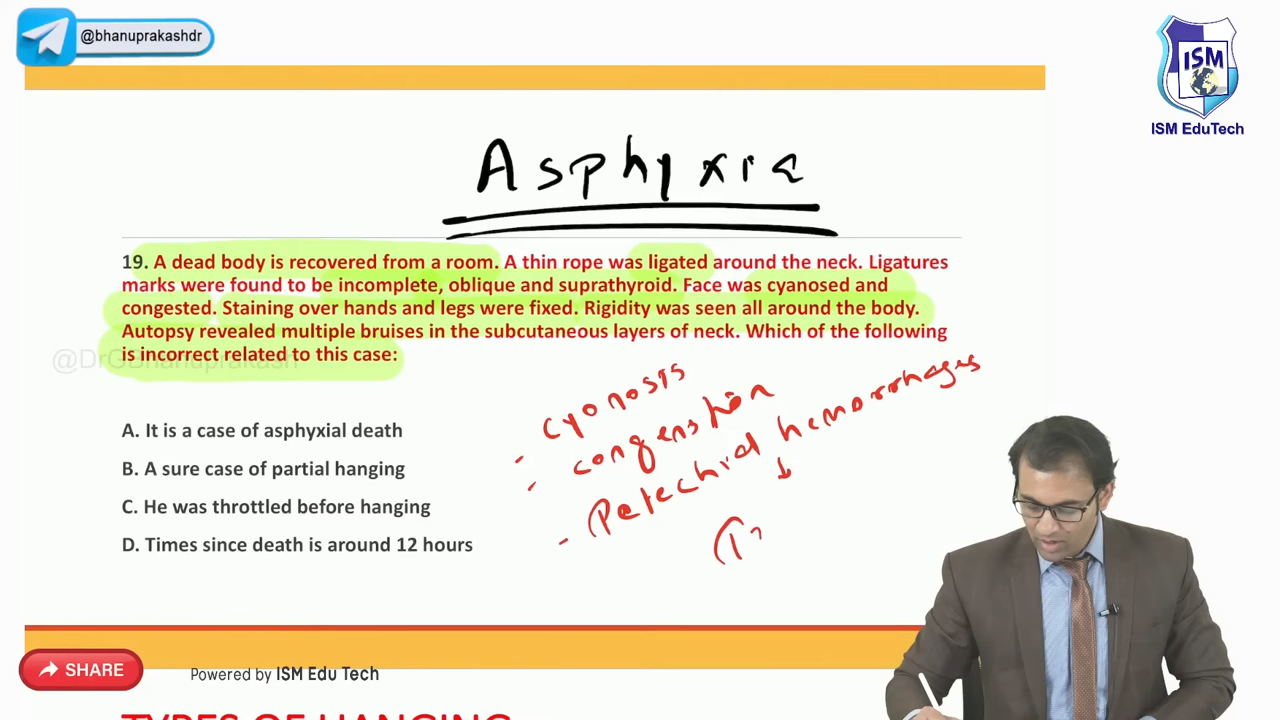 @bhanuprakashdr
ISM
ISM EduTech
Asphyxia
19. A dead body is recovered from a room. A thin rope was ligated around the neck. Ligatures
marks were found to be incomplete, oblique and suprathyroid. Face was cyanosed and
congested. Staining over hands and legs were fixed. Rigidity was seen all around the body.
Autopsy revealed multiple bruises in the subcutaneous layers of neck. Which of the following
is incorrect related to this case:
@DrGBhanuprakash
A. It is a case of asphyxial death
B. A sure case of partial hanging
C. He was throttled before hanging
D. Times since death is around 12 hours
- cyonosis
- congenstion
- Petechial hemorrhages
SHARE
Powered by ISM Edu Tech
TYPES OF HANGING